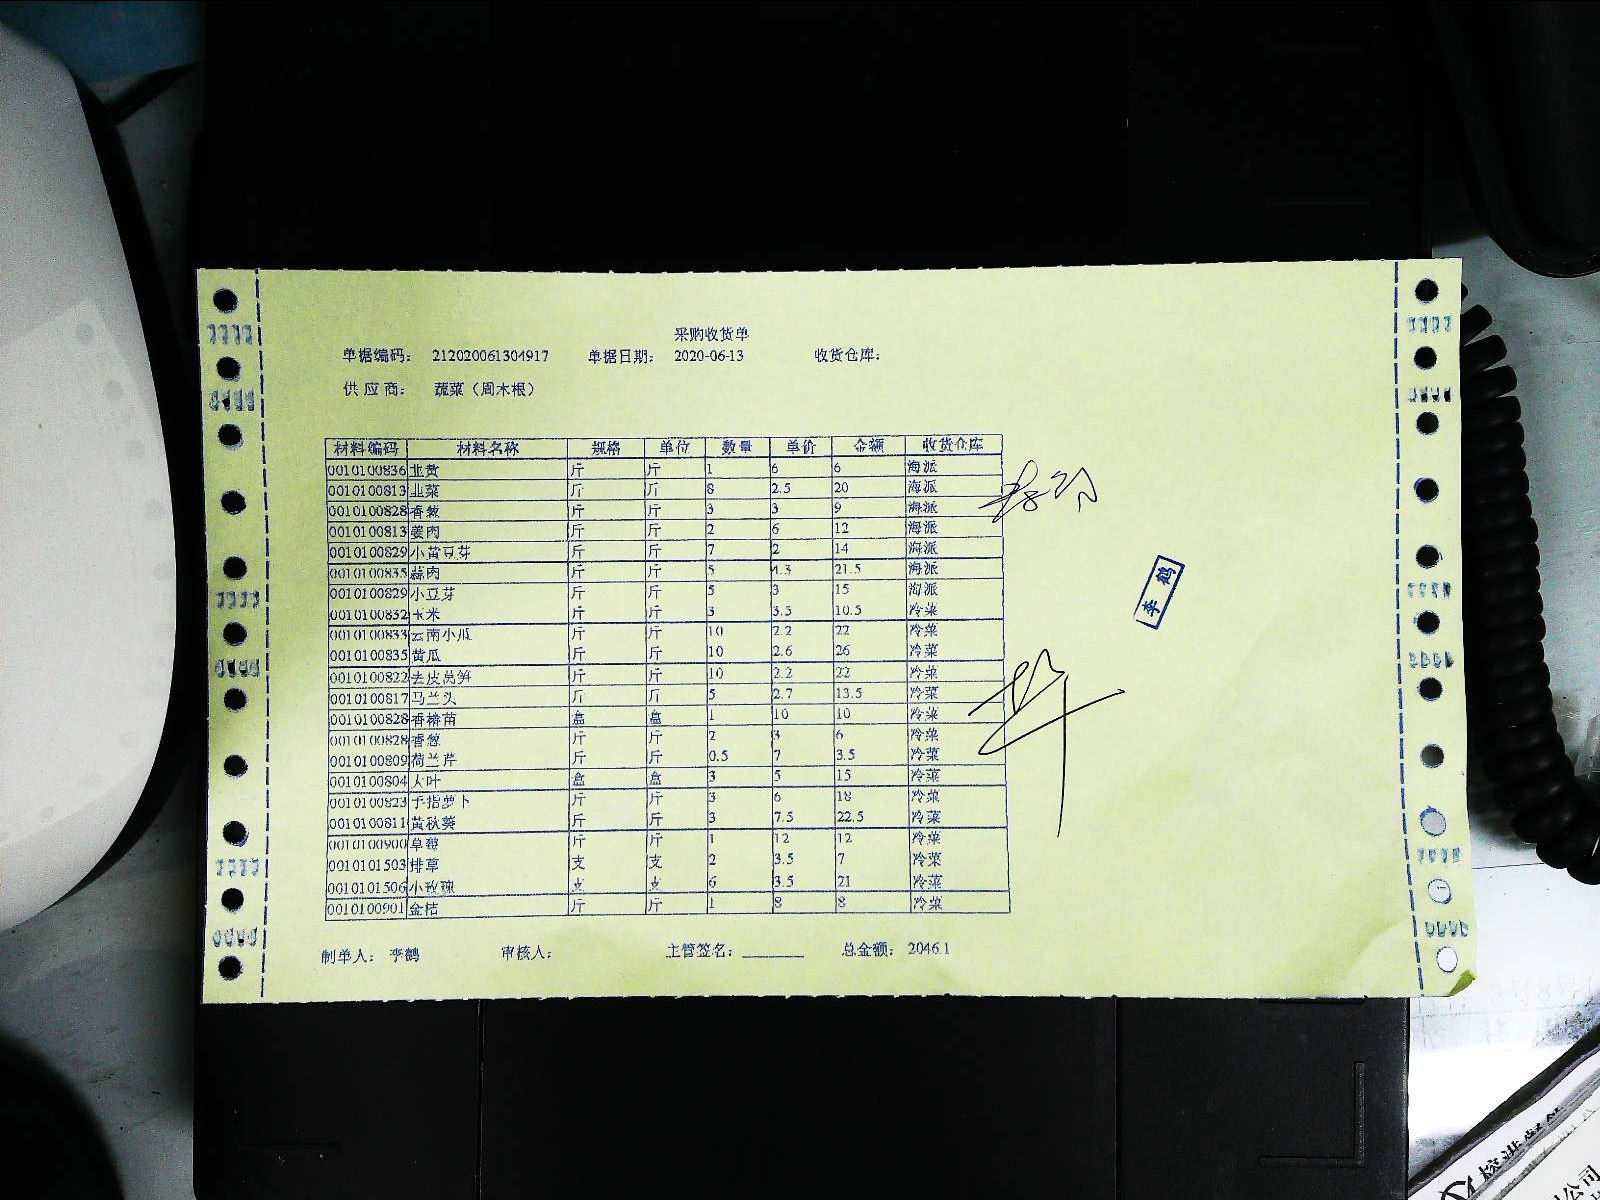 采购收货单
单据编码： 212020061304917 单据日期： 2020-06-13 收货仓库：
供 应 商： 蔬菜（周木根）
材料编码 材料名称 规格 单位 数量 单价 金额 收货仓库
0010100836 韭黄 斤 斤 1 6 6 海派
0010100813 韭菜 斤 斤 8 2.5 20 海派
0010100828 香葱 斤 斤 3 3 9 海派
0010100813 姜肉 斤 斤 2 6 12 海派
0010100829 小黄豆芽 斤 斤 7 2 14 海派
0010100835 蒜肉 斤 斤 5 4.3 21.5 海派
0010100829 小豆芽 斤 斤 5 3 15 海派
0010100832 玉米 斤 斤 3 3.5 10.5 冷菜
0010100833 云南小瓜 斤 斤 10 2.2 22 冷菜
0010100835 黄瓜 斤 斤 10 2.6 26 冷菜
0010100822 去皮莴笋 斤 斤 10 2.2 22 冷菜
0010100817 马兰头 斤 斤 5 2.7 13.5 冷菜
0010100828 香椿苗 盒 盒 1 10 10 冷菜
0010100828 香葱 斤 斤 2 3 6 冷菜
0010100809 荷兰芹 斤 斤 0.5 7 3.5 冷菜
0010100804 大叶 盒 盒 3 5 15 冷菜
0010100823 手指萝卜 斤 斤 3 6 18 冷菜
0010100811 黄秋葵 斤 斤 3 7.5 22.5 冷菜
0010100900 草莓 斤 斤 1 12 12 冷菜
0010101503 排草 支 支 2 3.5 7 冷菜
0010101506 小玫瑰 支 支 6 3.5 21 冷菜
0010100901 金桔 斤 斤 1 8 8 冷菜
李鹤
制单人： 李鹤 审核人： 主管签名：_______ 总金额： 2046.1